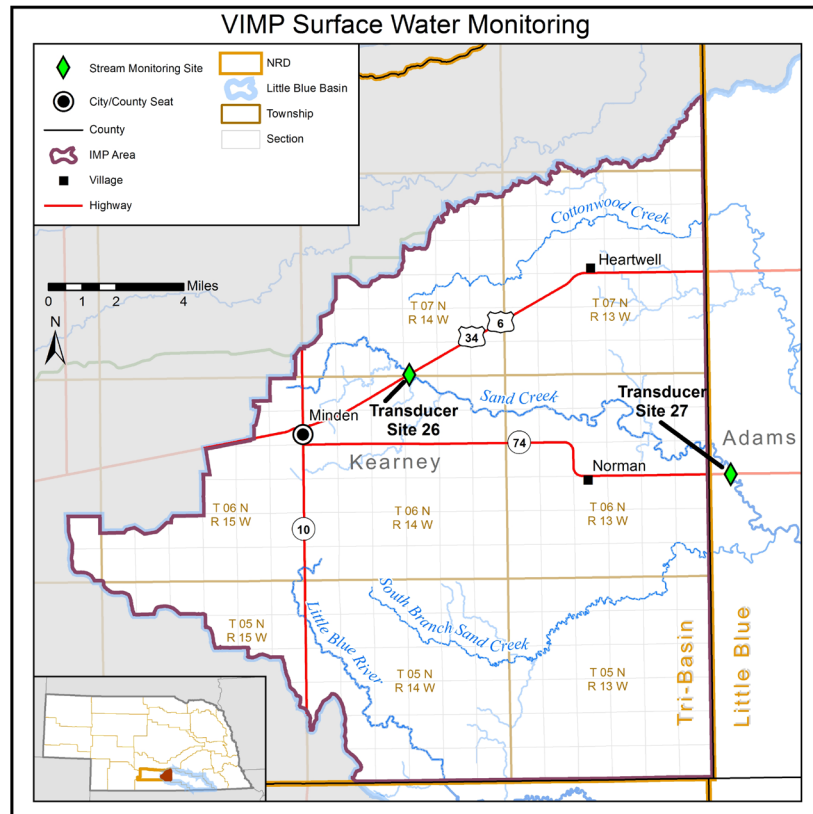 VIMP Surface Water Monitoring
Stream Monitoring Site
City/County Seat
County
IMP Area
Village
Highway
NRD
Little Blue Basin
Township
Section
Miles
0 1 2 4
N
Cottonwood Creek
Heartwell
T 07 N
R 14 W
T 07 N
R 13 W
6
34
Transducer
Site 26
Sand Creek
Transducer
Site 27
Minden
Adams
74
Kearney
Norman
T 06 N
R 15 W
10
T 06 N
R 14 W
T 06 N
R 13 W
T 05 N
R 15 W
Little Blue River
South Branch Sand Creek
T 05 N
R 14 W
T 05 N
R 13 W
Tri-Basin
Little Blue